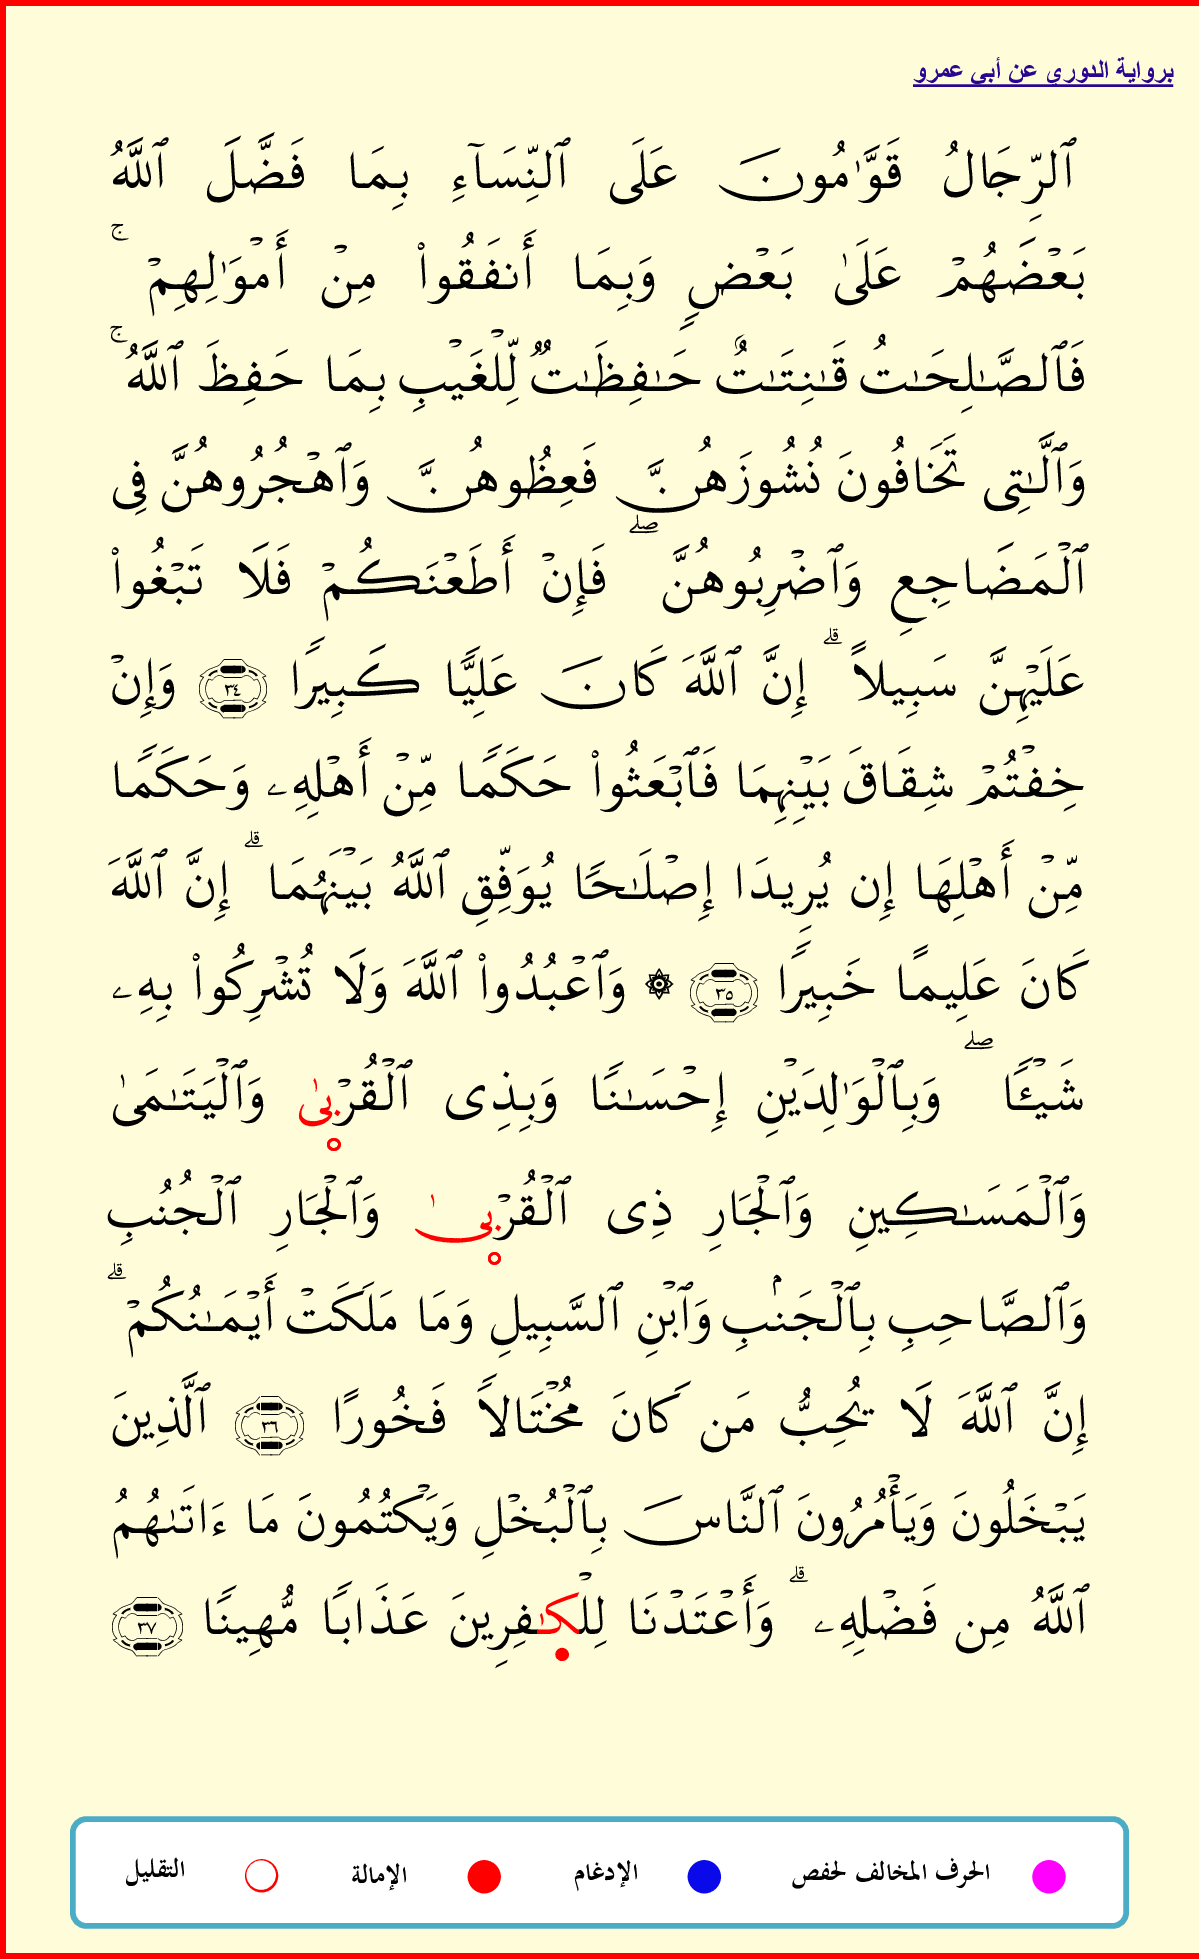 برواية الدوري عن أبي عمرو
ٱلرِّجَالُ قَوَّٰمُونَ عَلَى ٱلنِّسَآءِ بِمَا فَضَّلَ ٱللَّهُ
بَعْضَهُمْ عَلَىٰ بَعْضٍ وَبِمَا أَنفَقُوا۟ مِنْ أَمْوَٰلِهِمْ ۚ
فَٱلصَّٰلِحَٰتُ قَٰنِتَٰتٌ حَٰفِظَٰتٌ لِّلْغَيْبِ بِمَا حَفِظَ ٱللَّهُ ۚ
وَٱلَّٰتِى تَخَافُونَ نُشُوزَهُنَّ فَعِظُوهُنَّ وَٱهْجُرُوهُنَّ فِى
ٱلْمَضَاجِعِ وَٱضْرِبُوهُنَّ ۖ فَإِنْ أَطَعْنَكُمْ فَلَا تَبْغُوا۟
عَلَيْهِنَّ سَبِيلاً ۗ إِنَّ ٱللَّهَ كَانَ عَلِيًّا كَبِيرًا ٣٤ وَإِنْ
خِفْتُمْ شِقَاقَ بَيْنِهِمَا فَٱبْعَثُوا۟ حَكَمًا مِّنْ أَهْلِهِۦ وَحَكَمًا
مِّنْ أَهْلِهَا إِن يُرِيدَا إِصْلَٰحًا يُوَفِّقِ ٱللَّهُ بَيْنَهُمَا ۗ إِنَّ ٱللَّهَ
كَانَ عَلِيمًا خَبِيرًا ٣٥ ۞ وَٱعْبُدُوا۟ ٱللَّهَ وَلَا تُشْرِكُوا۟ بِهِۦ
شَيْـًٔا ۖ وَبِٱلْوَٰلِدَيْنِ إِحْسَٰنًا وَبِذِى ٱلْقُرْبىٰ وَٱلْيَتَٰمَىٰ
وَٱلْمَسَٰكِينِ وَٱلْجَارِ ذِى ٱلْقُرْبىٰ وَٱلْجَارِ ٱلْجُنُبِ
وَٱلصَّاحِبِ بِٱلْجَنۢبِ وَٱبْنِ ٱلسَّبِيلِ وَمَا مَلَكَتْ أَيْمَٰنُكُمْ ۗ
إِنَّ ٱللَّهَ لَا يُحِبُّ مَن كَانَ مُخْتَالاً فَخُورًا ٣٦ ٱلَّذِينَ
يَبْخَلُونَ وَيَأْمُرُونَ ٱلنَّاسَ بِٱلْبُخْلِ وَيَكْتُمُونَ مَا ءَاتَىٰهُمُ
ٱللَّهُ مِن فَضْلِهِۦ ۗ وَأَعْتَدْنَا لِلْكٰفِرِينَ عَذَابًا مُّهِينًا ٣٧
الحرف المخالف لحفص الإدغام الإمالة التقليل